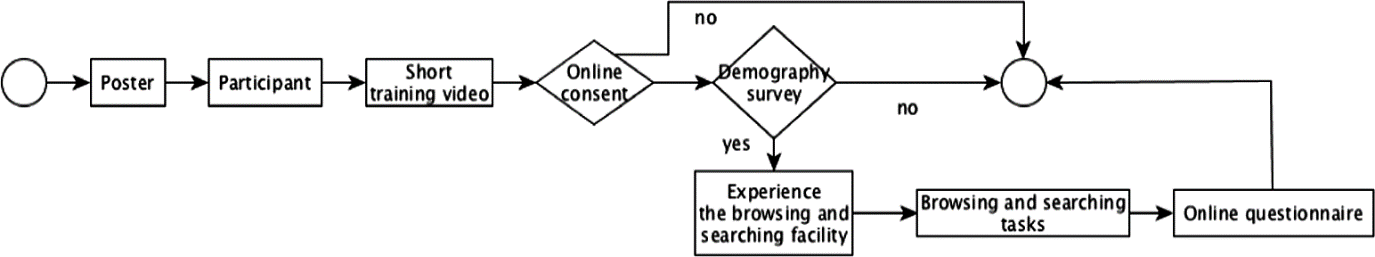 no
Poster
Participant
Short
training video
Online
consent
Demography
survey
no
yes
Experience
the browsing and
searching facility
Browsing and searching
tasks
Online questionnaire